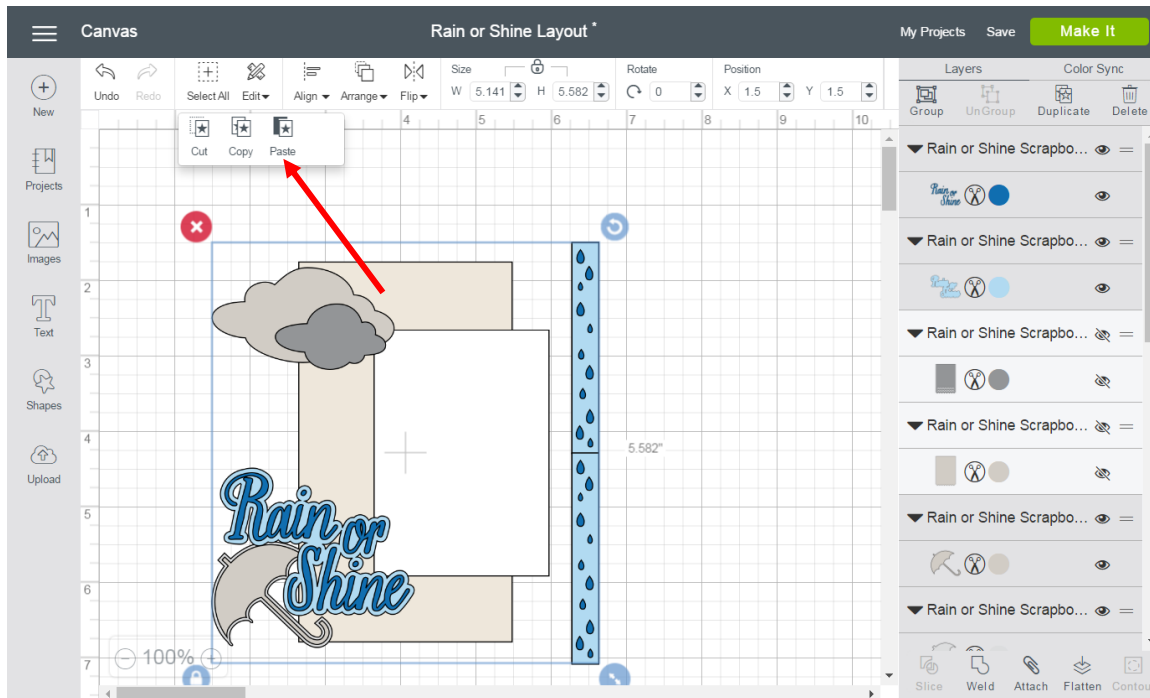 Canvas
Rain or Shine Layout *
My Projects Save Make It
New
Projects
Images
Text
Shapes
Upload
Undo Redo Select All Edit Align Arrange Flip
Size W 5.141 H 5.582
Rotate 0
Position X 1.5 Y 1.5
Cut Copy Paste
4 5 6 7 8 9 10
1
2
3
4
5
6
7
5.582"
Rain or
Shine
100%
Layers Color Sync
Group UnGroup Duplicate Delete
Rain or Shine Scrapbo...
Rain or
Shine
Rain or Shine Scrapbo...
Rain or Shine Scrapbo...
Rain or Shine Scrapbo...
Rain or Shine Scrapbo...
Rain or Shine Scrapbo...
Slice Weld Attach Flatten Contou